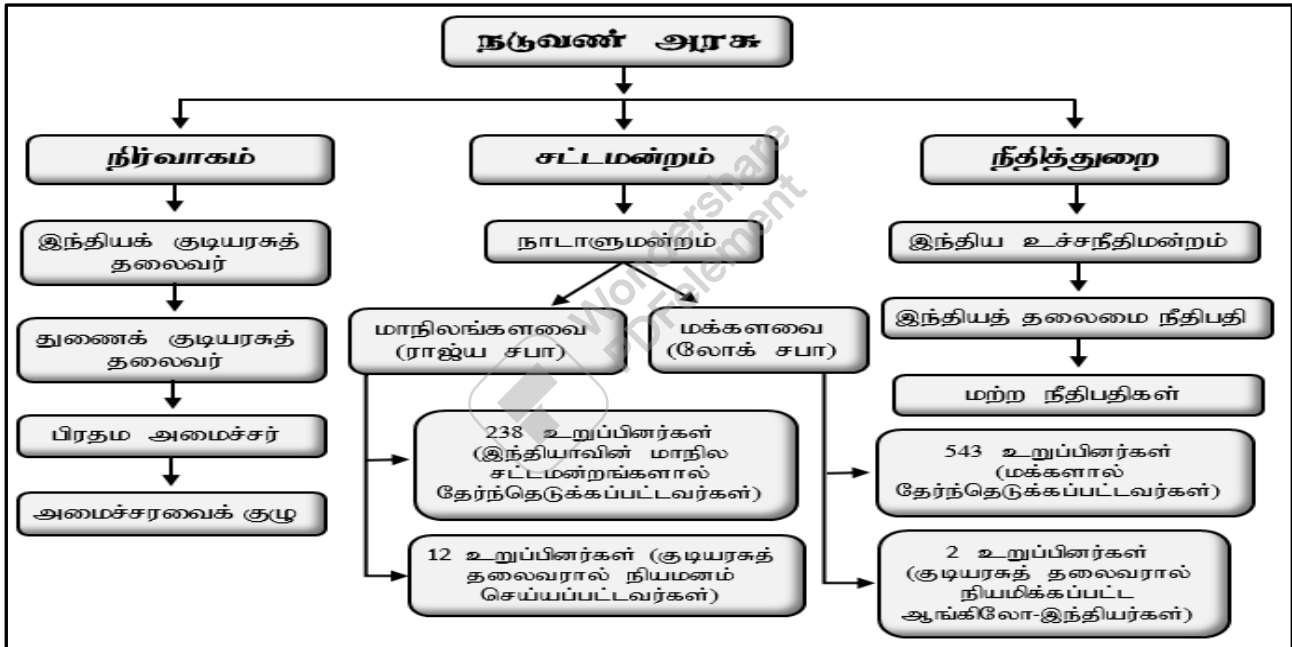 நடுவண் அரசு
நிர்வாகம்
சட்டமன்றம்
நீதித்துறை
இந்தியக் குடியரசுத்
தலைவர்
நாடாளுமன்றம்
இந்திய உச்சநீதிமன்றம்
துணைக் குடியரசுத்
தலைவர்
மாநிலங்களவை
(ராஜ்ய சபா)
மக்களவை
(லோக் சபா)
இந்தியத் தலைமை நீதிபதி
மற்ற நீதிபதிகள்
பிரதம அமைச்சர்
238 உறுப்பினர்கள்
(இந்தியாவின் மாநில
சட்டமன்றங்களால்
தேர்ந்தெடுக்கப்பட்டவர்கள்)
543 உறுப்பினர்கள்
(மக்களால்
தேர்ந்தெடுக்கப்பட்டவர்கள்)
அமைச்சரவைக் குழு
12 உறுப்பினர்கள் (குடியரசுத்
தலைவரால் நியமனம்
செய்யப்பட்டவர்கள்)
2 உறுப்பினர்கள்
(குடியரசுத் தலைவரால்
நியமிக்கப்பட்ட
ஆங்கிலோ-இந்தியர்கள்)
Wondershare
PDFelement